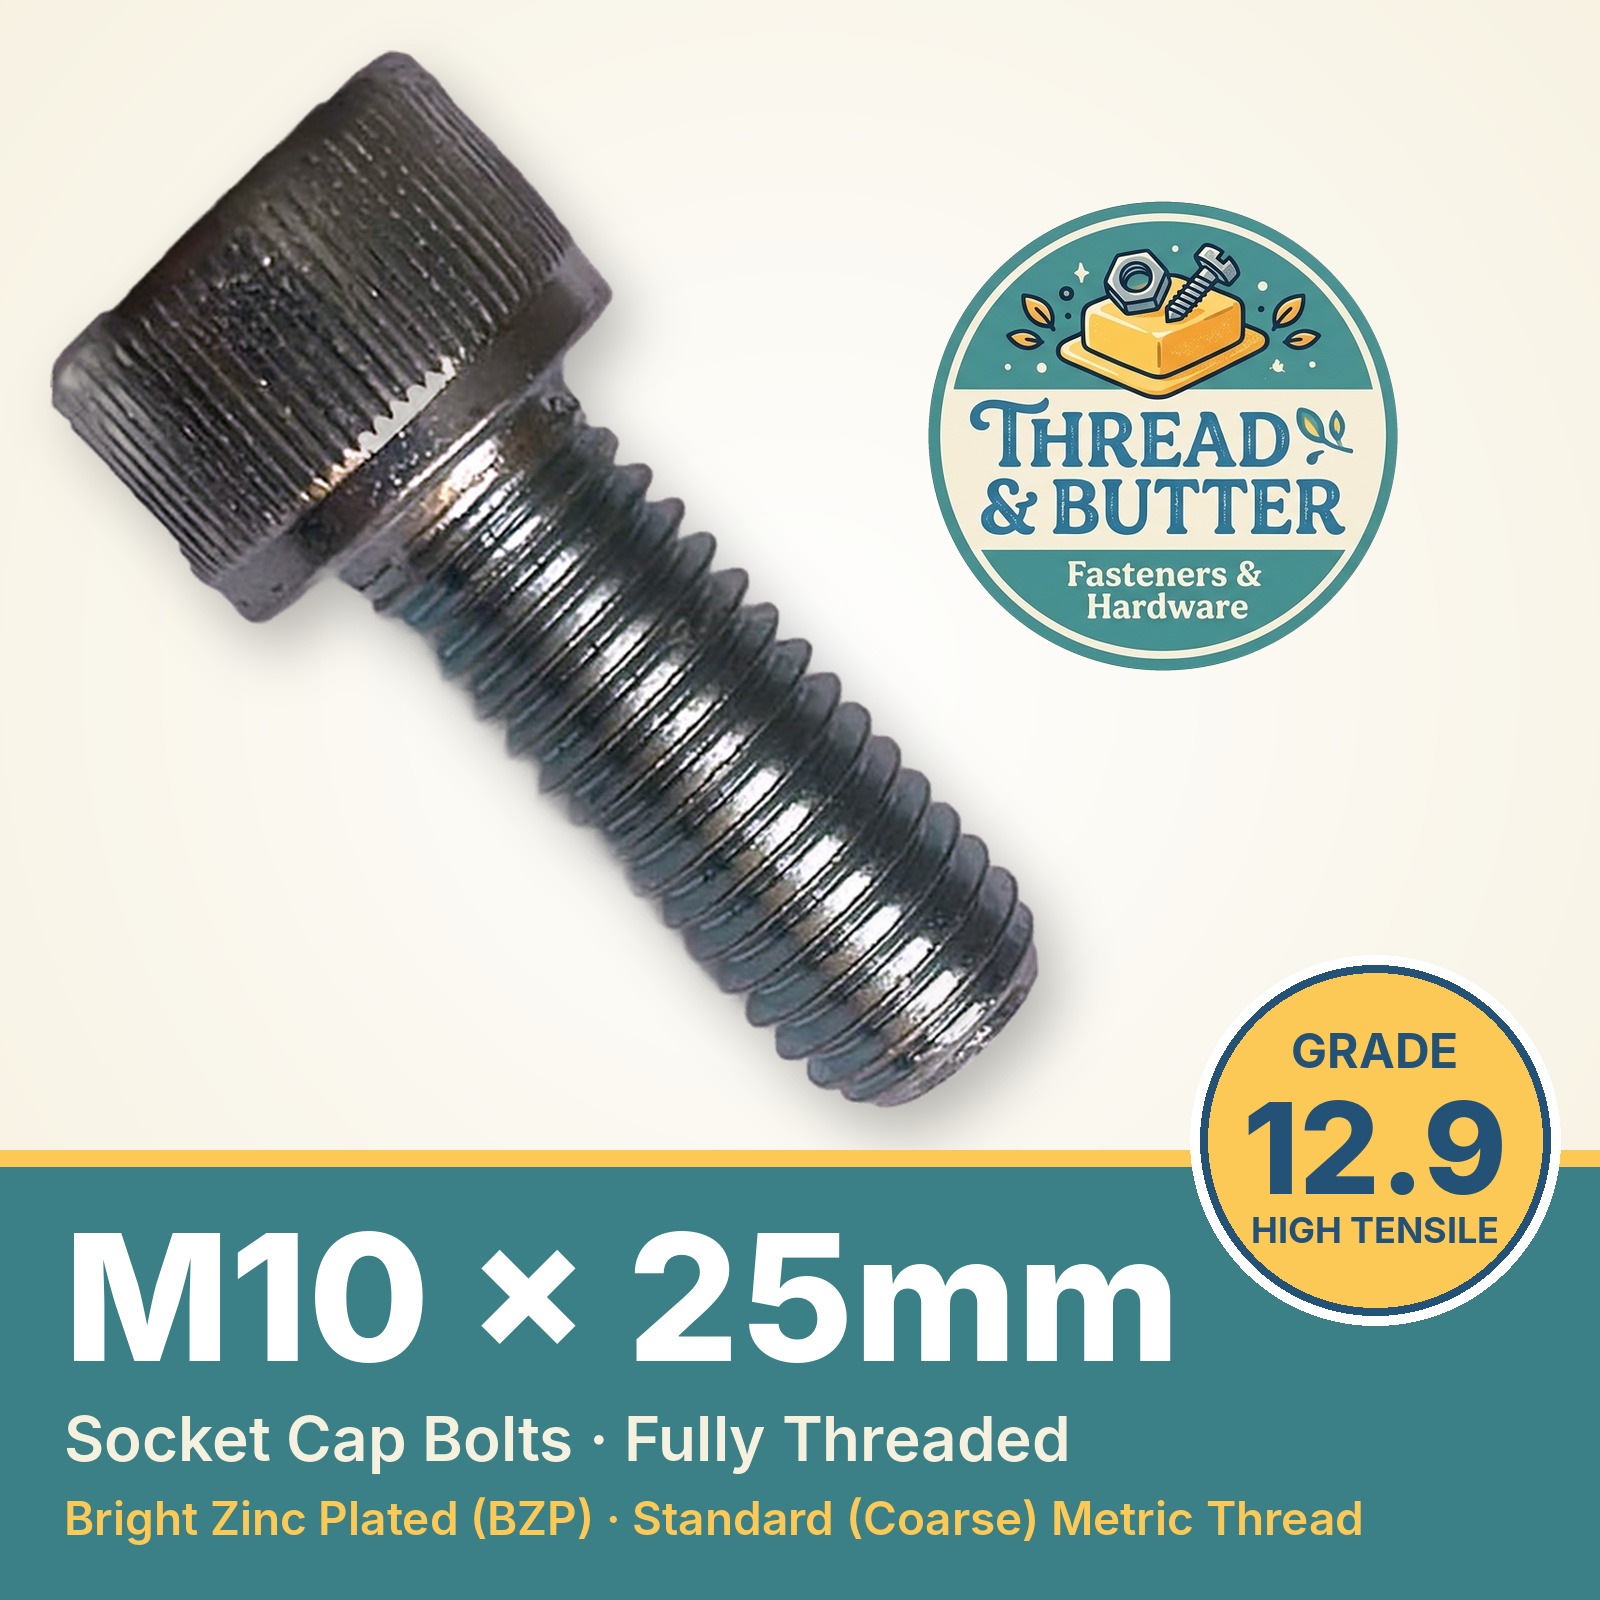 THREAD
& BUTTER
Fasteners &
Hardware
GRADE
12.9
HIGH TENSILE
M10 × 25mm
Socket Cap Bolts · Fully Threaded
Bright Zinc Plated (BZP) · Standard (Coarse) Metric Thread